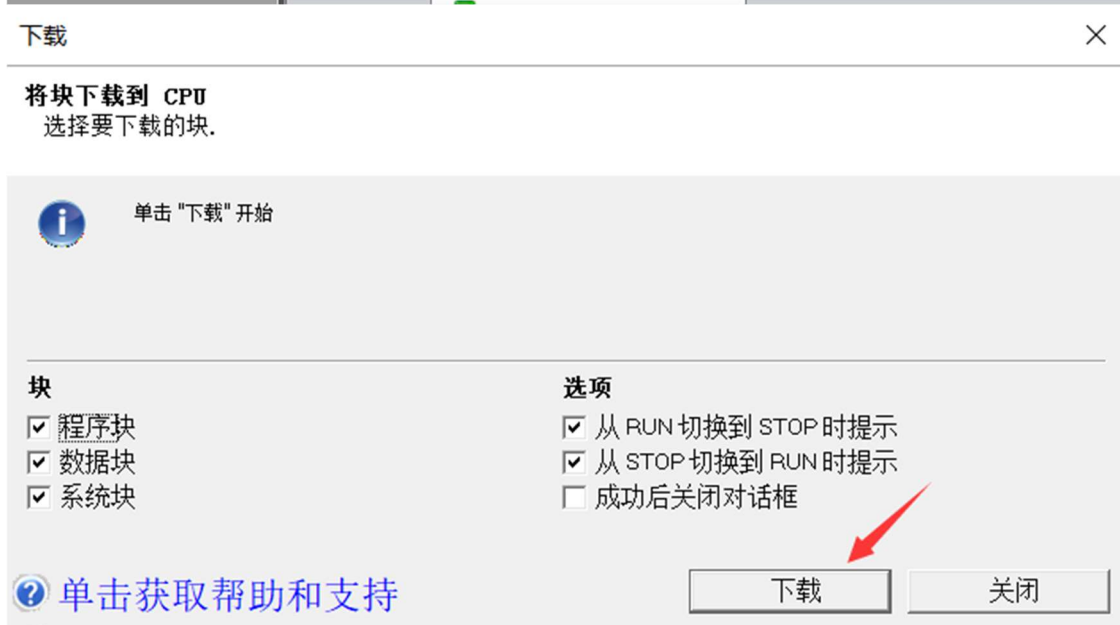 下载
将块下载到 CPU
选择要下载的块.
单击 "下载" 开始
块
程序块
数据块
系统块
选项
从 RUN 切换到 STOP 时提示
从 STOP 切换到 RUN 时提示
成功后关闭对话框
单击获取帮助和支持
下载
关闭